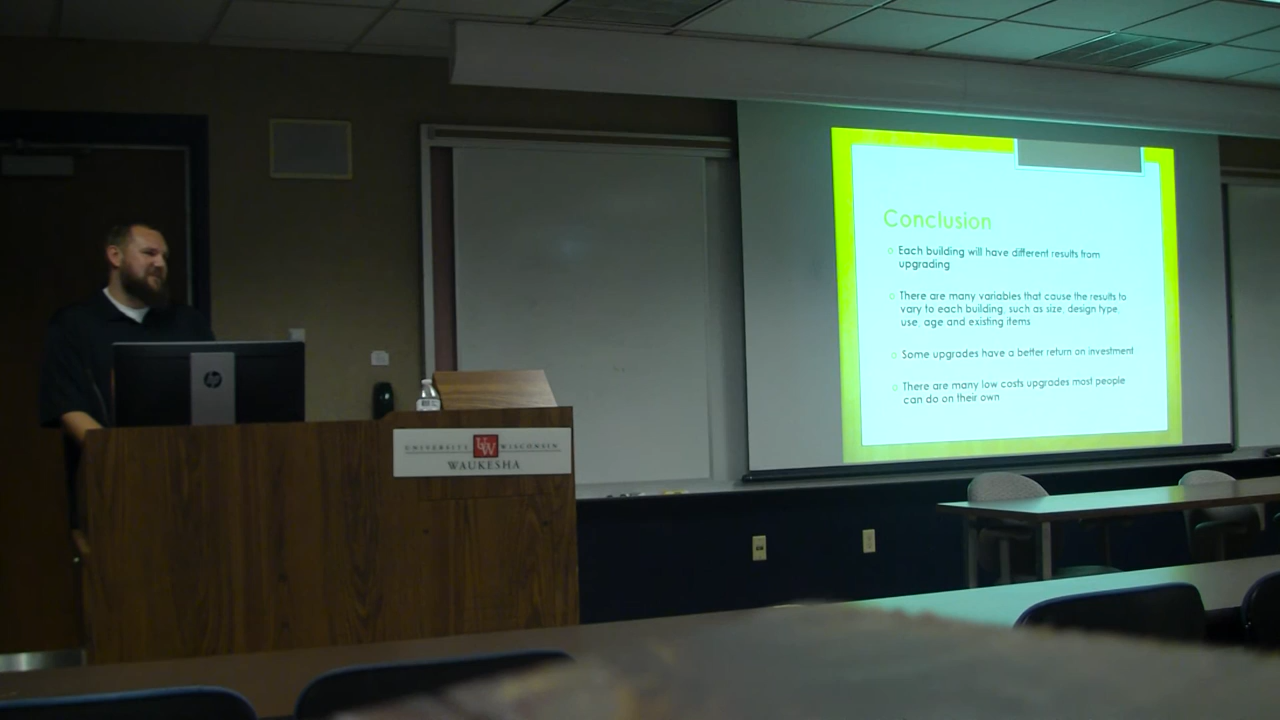 Conclusion
Each building will have different results from
upgrading
There are many variables that cause the results to
vary to each building, such as size, design type
use, age and existing items
Some upgrades have a better return on investment
There are many low costs upgrades most people
can do on their own
hp
UNIVERSITY UW WISCONSIN
WAUKESHA